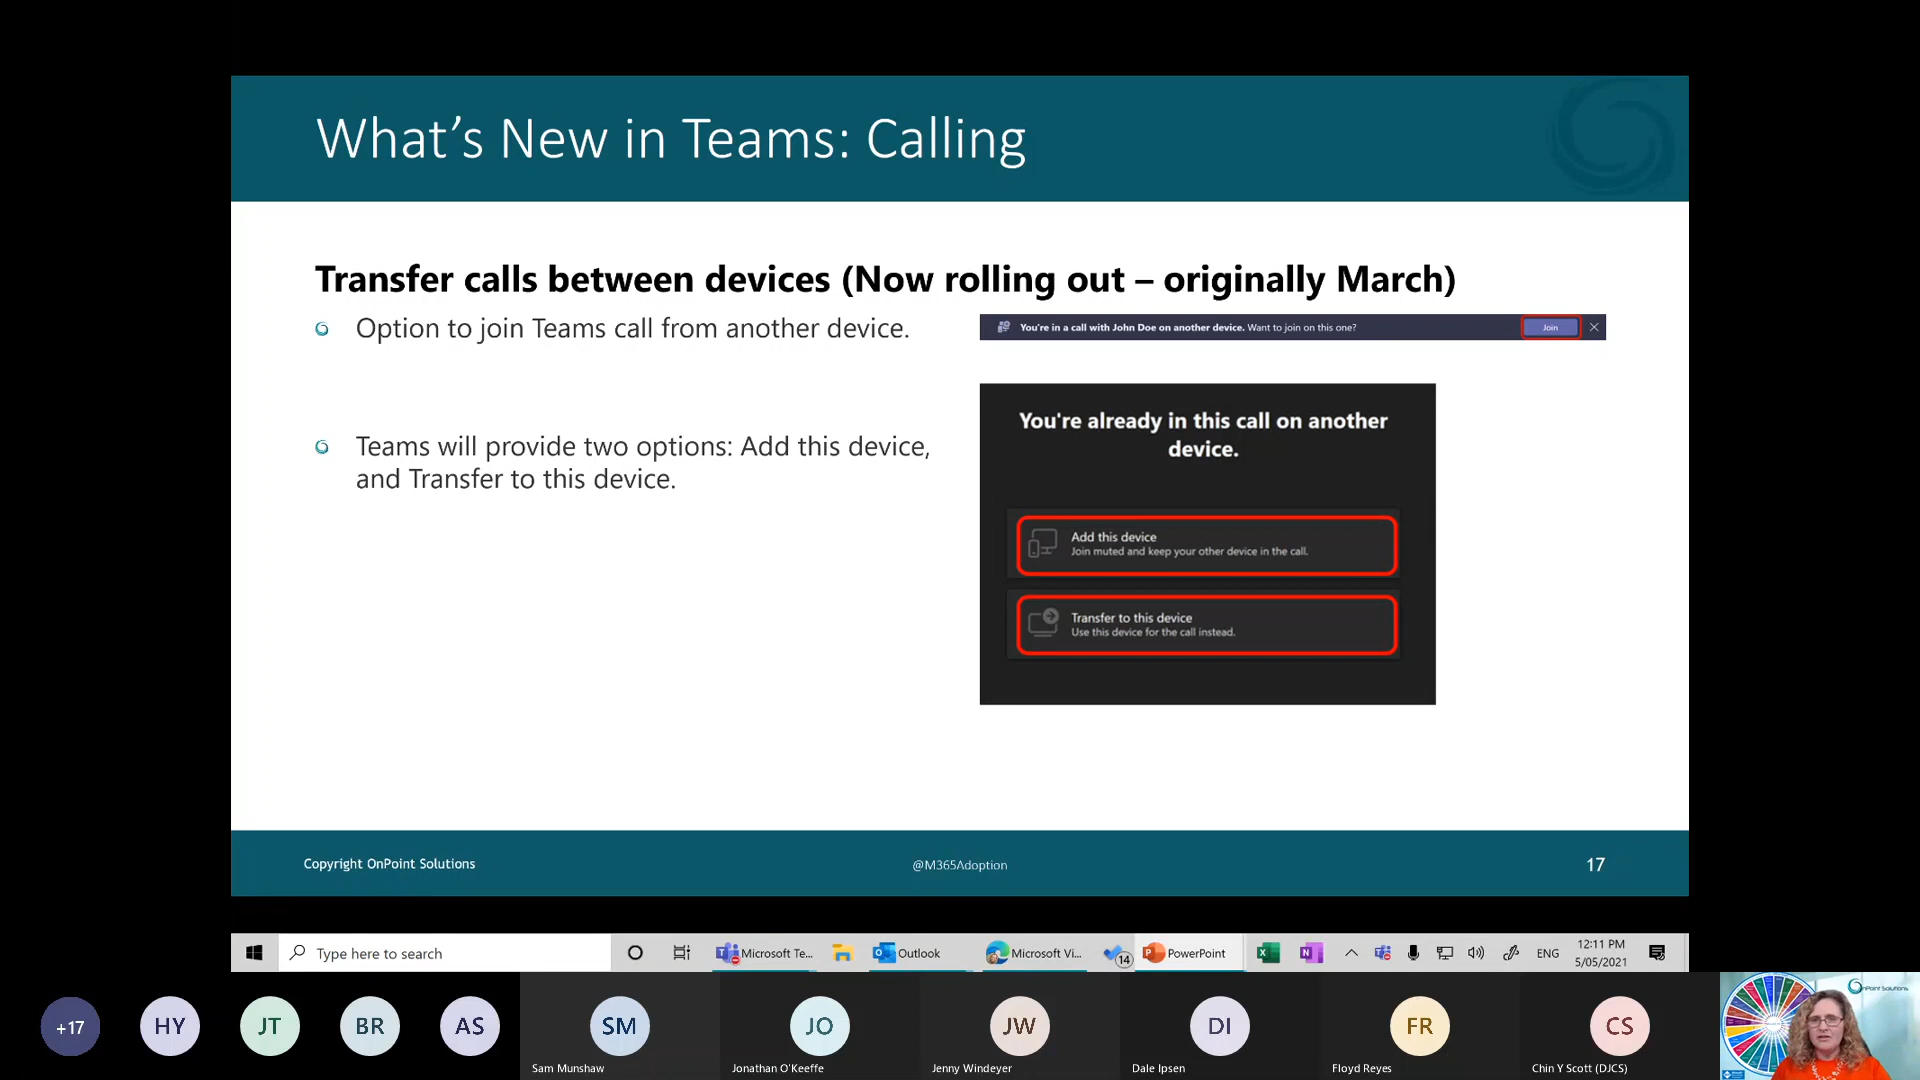 What's New in Teams: Calling
Transfer calls between devices (Now rolling out – originally March)
Option to join Teams call from another device.
You're in a call with John Doe on another device. Want to join on this one?
Join
Teams will provide two options: Add this device,
and Transfer to this device.
You're already in this call on another
device.
Add this device
Join muted and keep your other device in the call.
Transfer to this device
Use this device for the call instead.
Copyright OnPoint Solutions
@M365Adoption
17
Type here to search
Microsoft Te...
Outlook
Microsoft Vi...
14
PowerPoint
ENG
12:11 PM
5/05/2021
+17
HY
JT
BR
AS
SM
Sam Munshaw
JO
Jonathan O'Keeffe
JW
Jenny Windeyer
DI
Dale Ipsen
FR
Floyd Reyes
CS
Chin Y Scott (DJCS)
OnPoint Solutions